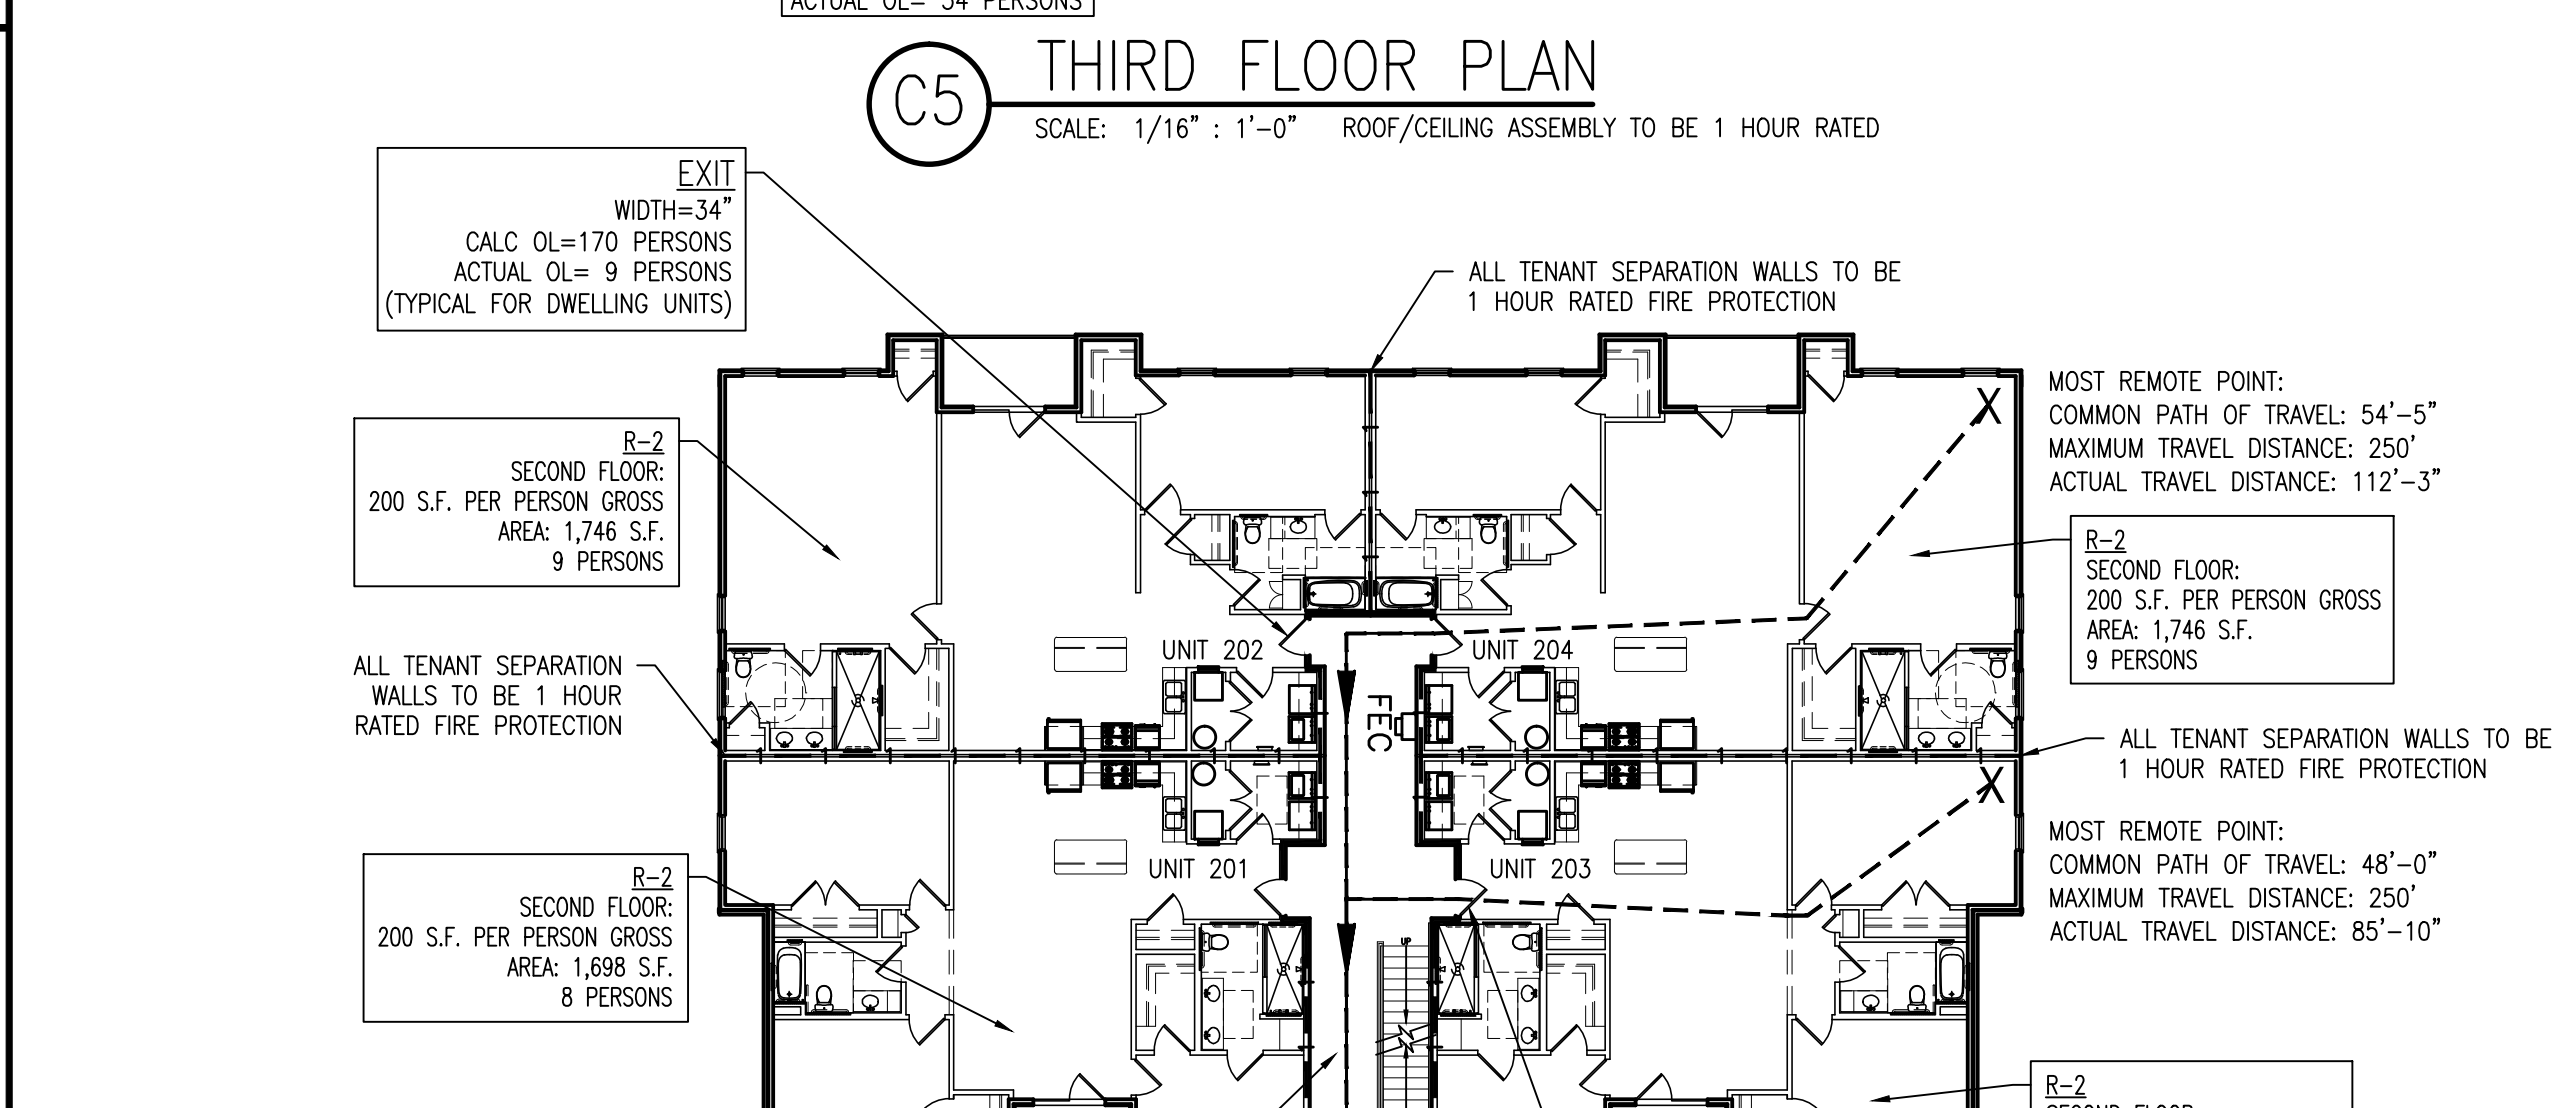 ACTUAL OL= 54 PERSONS
C5
THIRD FLOOR PLAN
SCALE: 1/16" : 1'-0" ROOF/CEILING ASSEMBLY TO BE 1 HOUR RATED
EXIT
WIDTH=34"
CALC OL=170 PERSONS
ACTUAL OL= 9 PERSONS
(TYPICAL FOR DWELLING UNITS)
ALL TENANT SEPARATION WALLS TO BE
1 HOUR RATED FIRE PROTECTION
R-2
SECOND FLOOR:
200 S.F. PER PERSON GROSS
AREA: 1,746 S.F.
9 PERSONS
X
MOST REMOTE POINT:
COMMON PATH OF TRAVEL: 54'-5"
MAXIMUM TRAVEL DISTANCE: 250'
ACTUAL TRAVEL DISTANCE: 112'-3"
R-2
SECOND FLOOR:
200 S.F. PER PERSON GROSS
AREA: 1,746 S.F.
9 PERSONS
UNIT 202
UNIT 204
ALL TENANT SEPARATION
WALLS TO BE 1 HOUR
RATED FIRE PROTECTION
FEC
ALL TENANT SEPARATION WALLS TO BE
1 HOUR RATED FIRE PROTECTION
X
MOST REMOTE POINT:
COMMON PATH OF TRAVEL: 48'-0"
MAXIMUM TRAVEL DISTANCE: 250'
ACTUAL TRAVEL DISTANCE: 85'-10"
UNIT 201
UNIT 203
R-2
SECOND FLOOR:
200 S.F. PER PERSON GROSS
AREA: 1,698 S.F.
8 PERSONS
UP
R-2
SECOND FLOOR: